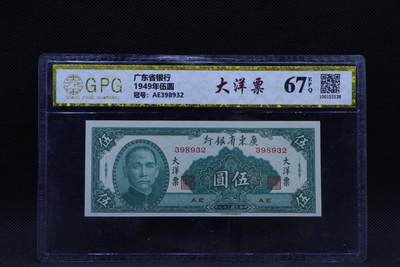 GPG
广东省银行
1949年伍圆
冠号: AE398932
大洋票
67
EPQ
行銀省東廣
398932
398932
伍
伍
大洋票
圓伍
大洋票
AE
AE
伍
伍